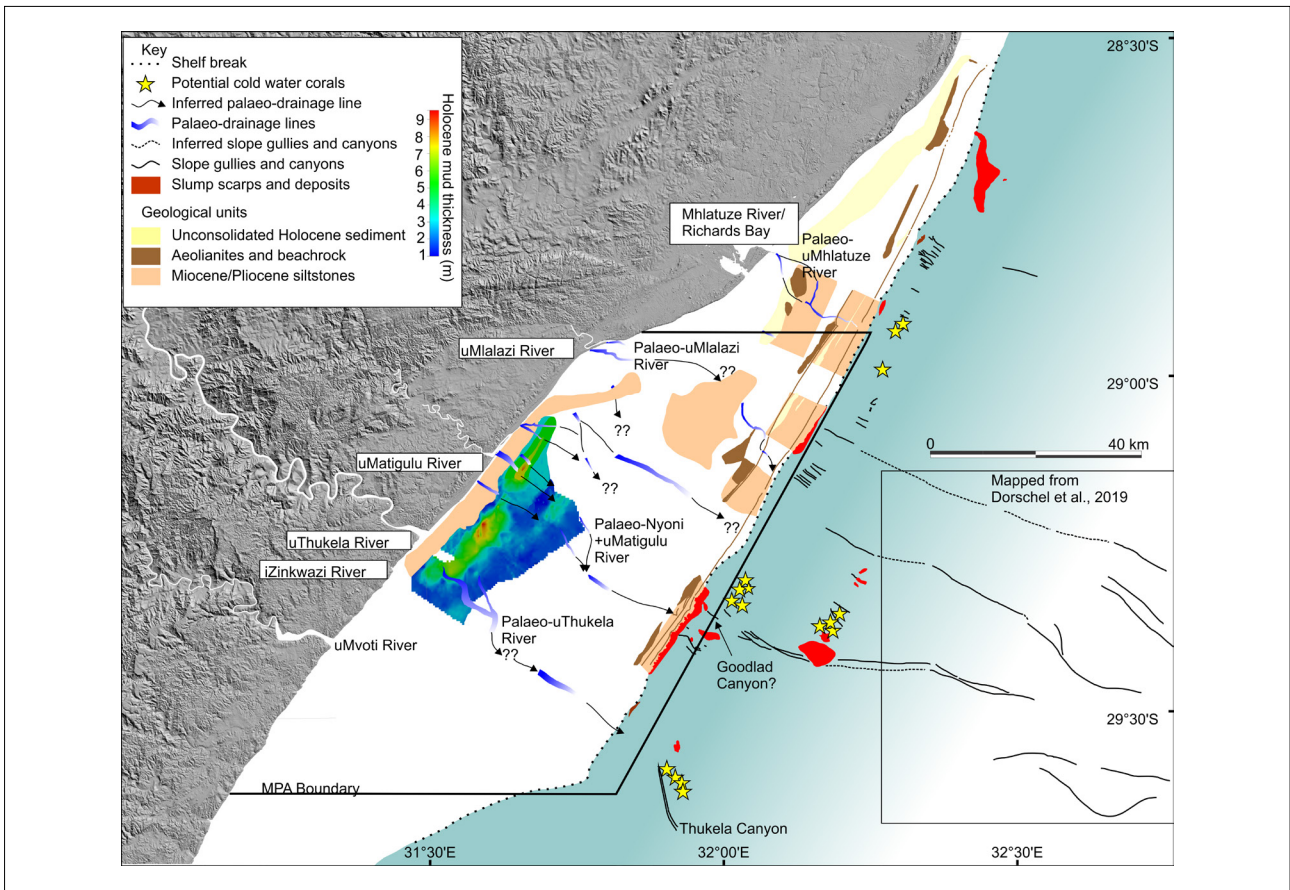 Key
Shelf break
Potential cold water corals
Inferred palaeo-drainage line
Palaeo-drainage lines
Inferred slope gullies and canyons
Slope gullies and canyons
Slump scarps and deposits
Geological units
Unconsolidated Holocene sediment
Aeolianites and beachrock
Miocene/Pliocene siltstones
Holocene mud thickness (m)
9
8
7
6
5
4
3
2
1
28°30'S
Mhlatuze River/
Richards Bay
Palaeo-
uMhlatuze
River
uMlalazi River
Palaeo-uMlalazi
River
??
29°00'S
??
0
40 km
uMatigulu River
??
Mapped from
Dorschel et al., 2019
??
Palaeo-Nyoni
+uMatigulu
River
uThukela River
iZinkwazi River
Palaeo-uThukela
River
??
uMvoti River
Goodlad
Canyon?
29°30'S
MPA Boundary
Thukela Canyon
31°30'E
32°00'E
32°30'E